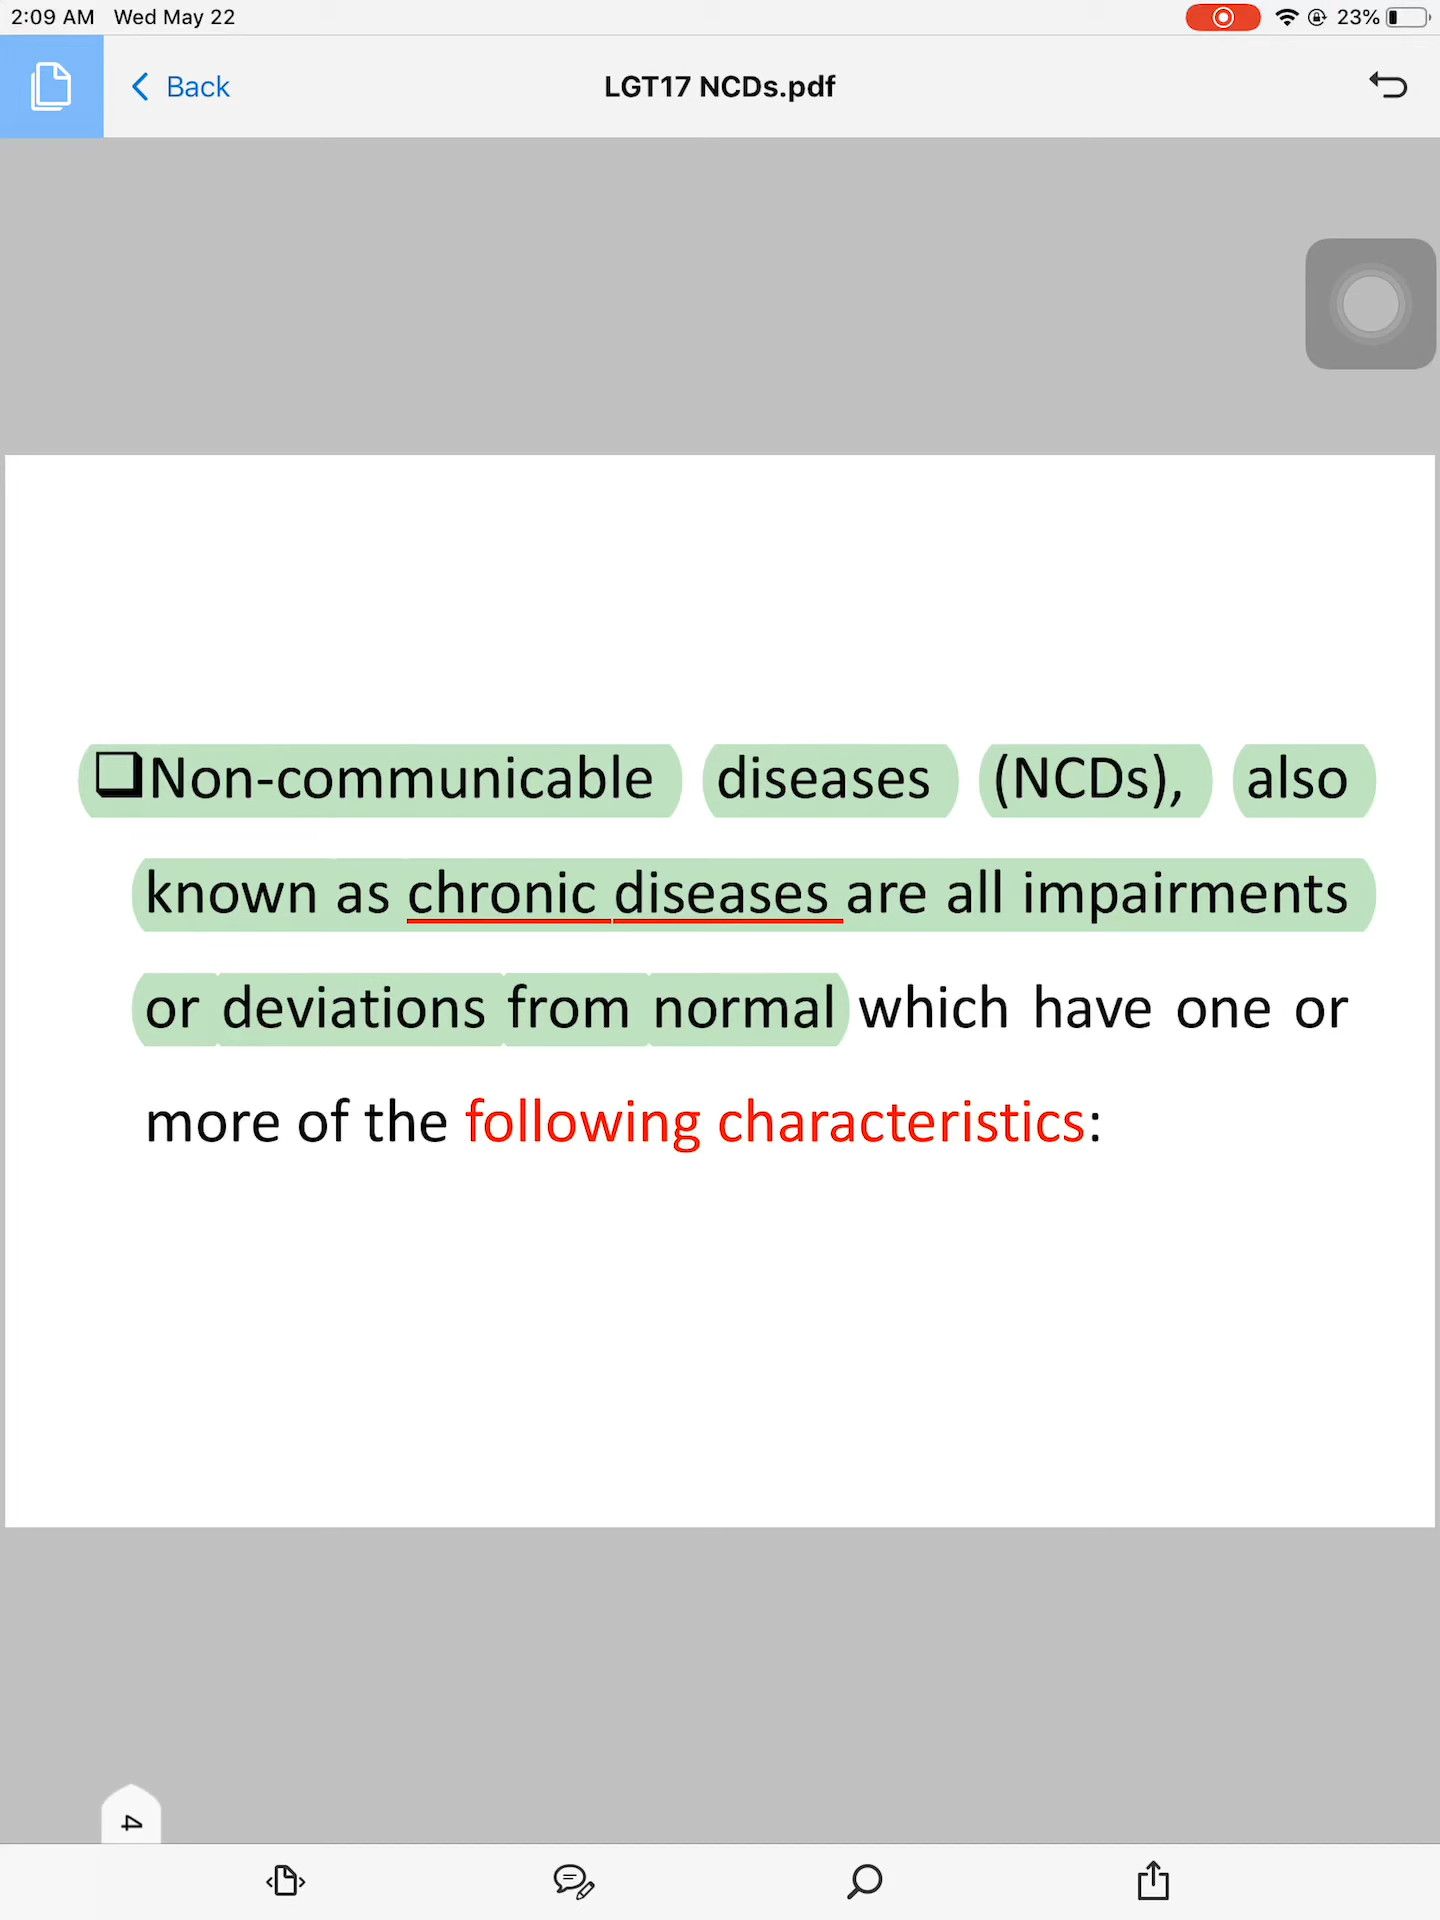 2:09 AM Wed May 22 23%
Back LGT17 NCDs.pdf
Non-communicable diseases (NCDs), also
known as chronic diseases are all impairments
or deviations from normal which have one or
more of the following characteristics:
4